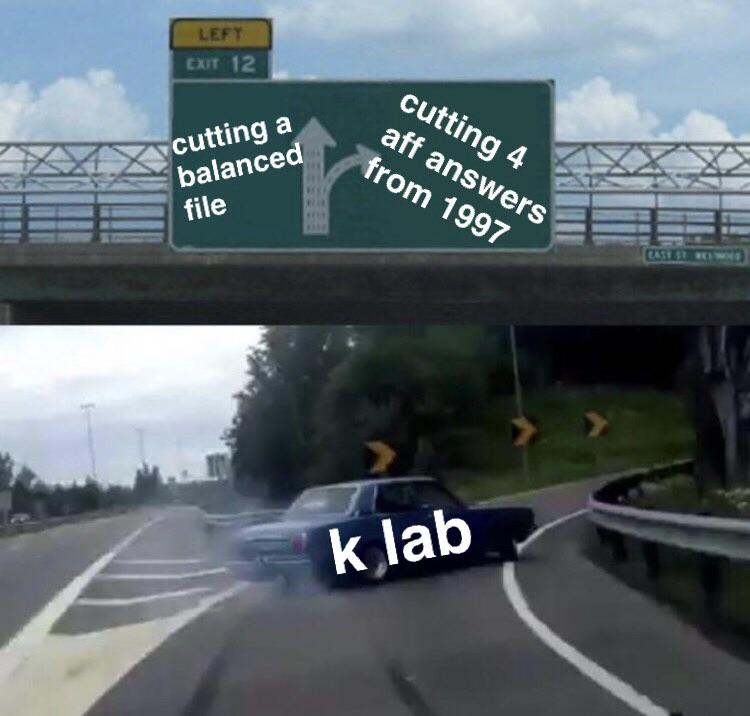 LEFT
EXIT 12
cutting a
balanced
file
cutting 4
aff answers
from 1997
k lab